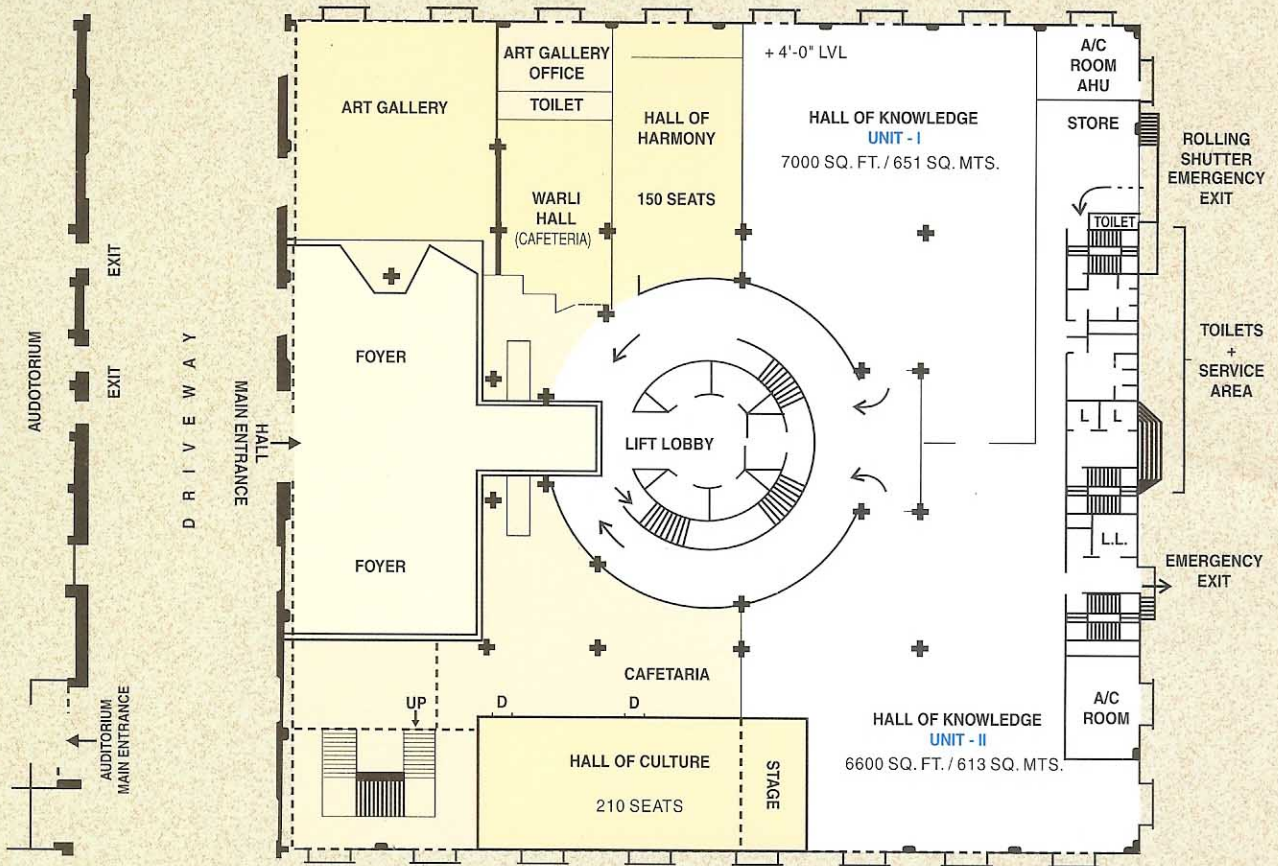 ART GALLERY
ART GALLERY
OFFICE
TOILET
WARLI
HALL
(CAFETERIA)
HALL OF
HARMONY
150 SEATS
+ 4'-0" LVL
HALL OF KNOWLEDGE
UNIT - I
7000 SQ. FT. / 651 SQ. MTS.
A/C
ROOM
AHU
STORE
ROLLING
SHUTTER
EMERGENCY
EXIT
TOILET
TOILETS
+
SERVICE
AREA
L L
L.L.
EMERGENCY
EXIT
A/C
ROOM
AUDOTORIUM
EXIT
EXIT
DRIVEWAY
HALL
MAIN ENTRANCE
FOYER
FOYER
LIFT LOBBY
CAFETARIA
UP
D D
HALL OF CULTURE
210 SEATS
STAGE
HALL OF KNOWLEDGE
UNIT - II
6600 SQ. FT. / 613 SQ. MTS.
AUDITORIUM
MAIN ENTRANCE